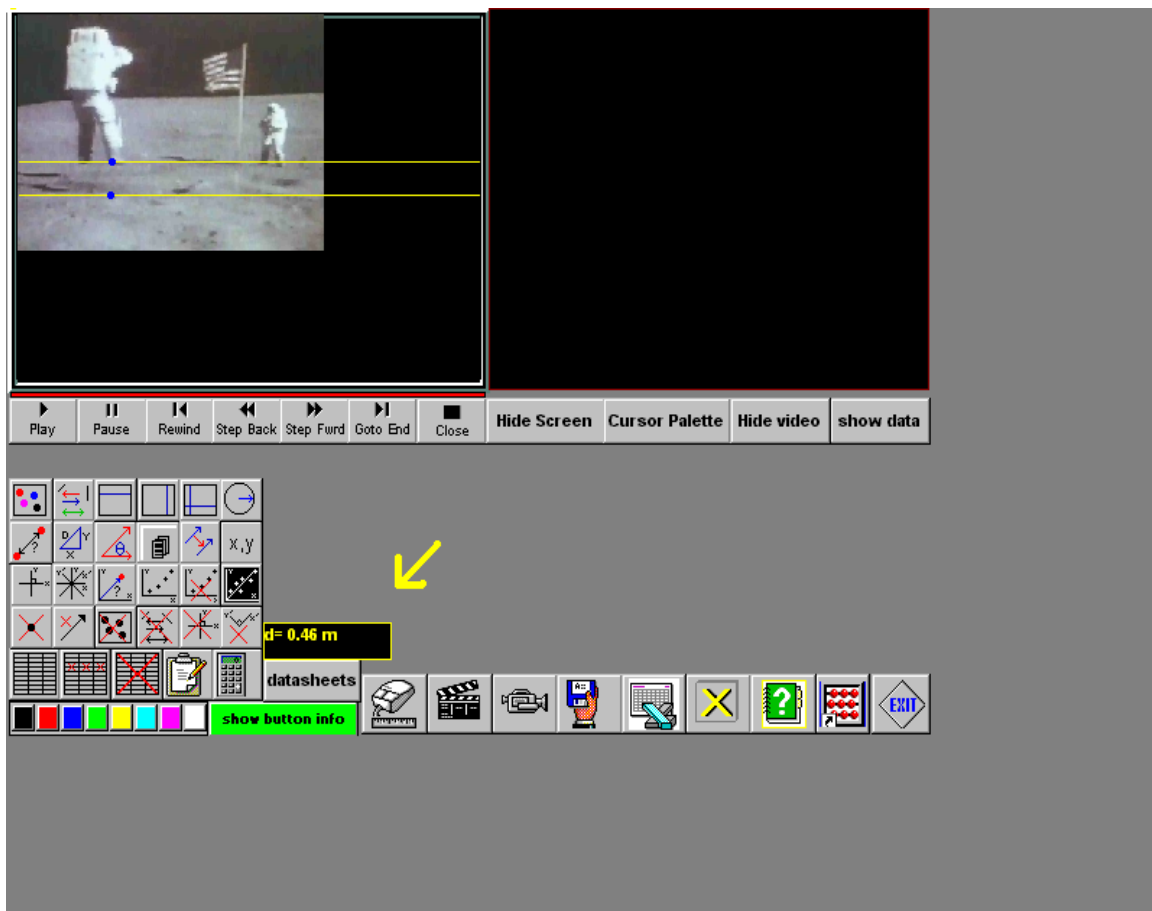 Play Pause Rewind Step Back Step Fwrd Goto End Close Hide Screen Cursor Palette Hide video show data
? D Y X θ x,y
d= 0.46 m
datasheets
show button info
A: ? EXIT